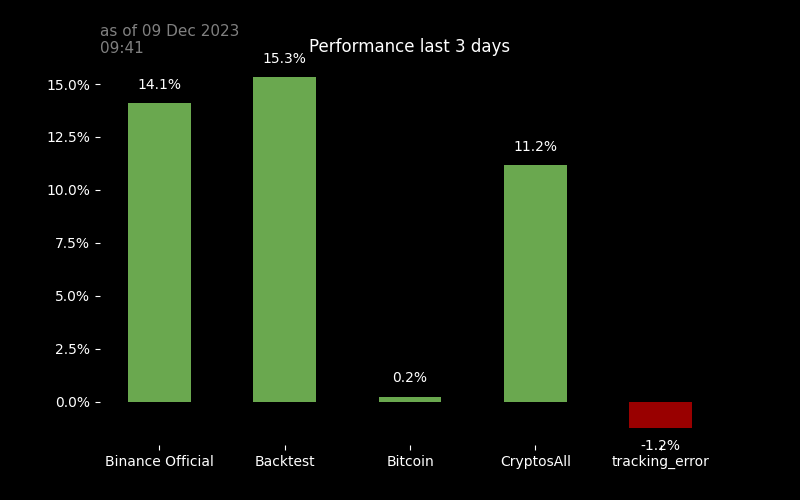 as of 09 Dec 2023
09:41
Performance last 3 days
15.3%
14.1%
11.2%
0.2%
-1.2%
15.0%
12.5%
10.0%
7.5%
5.0%
2.5%
0.0%
Binance Official
Backtest
Bitcoin
CryptosAll
tracking_error